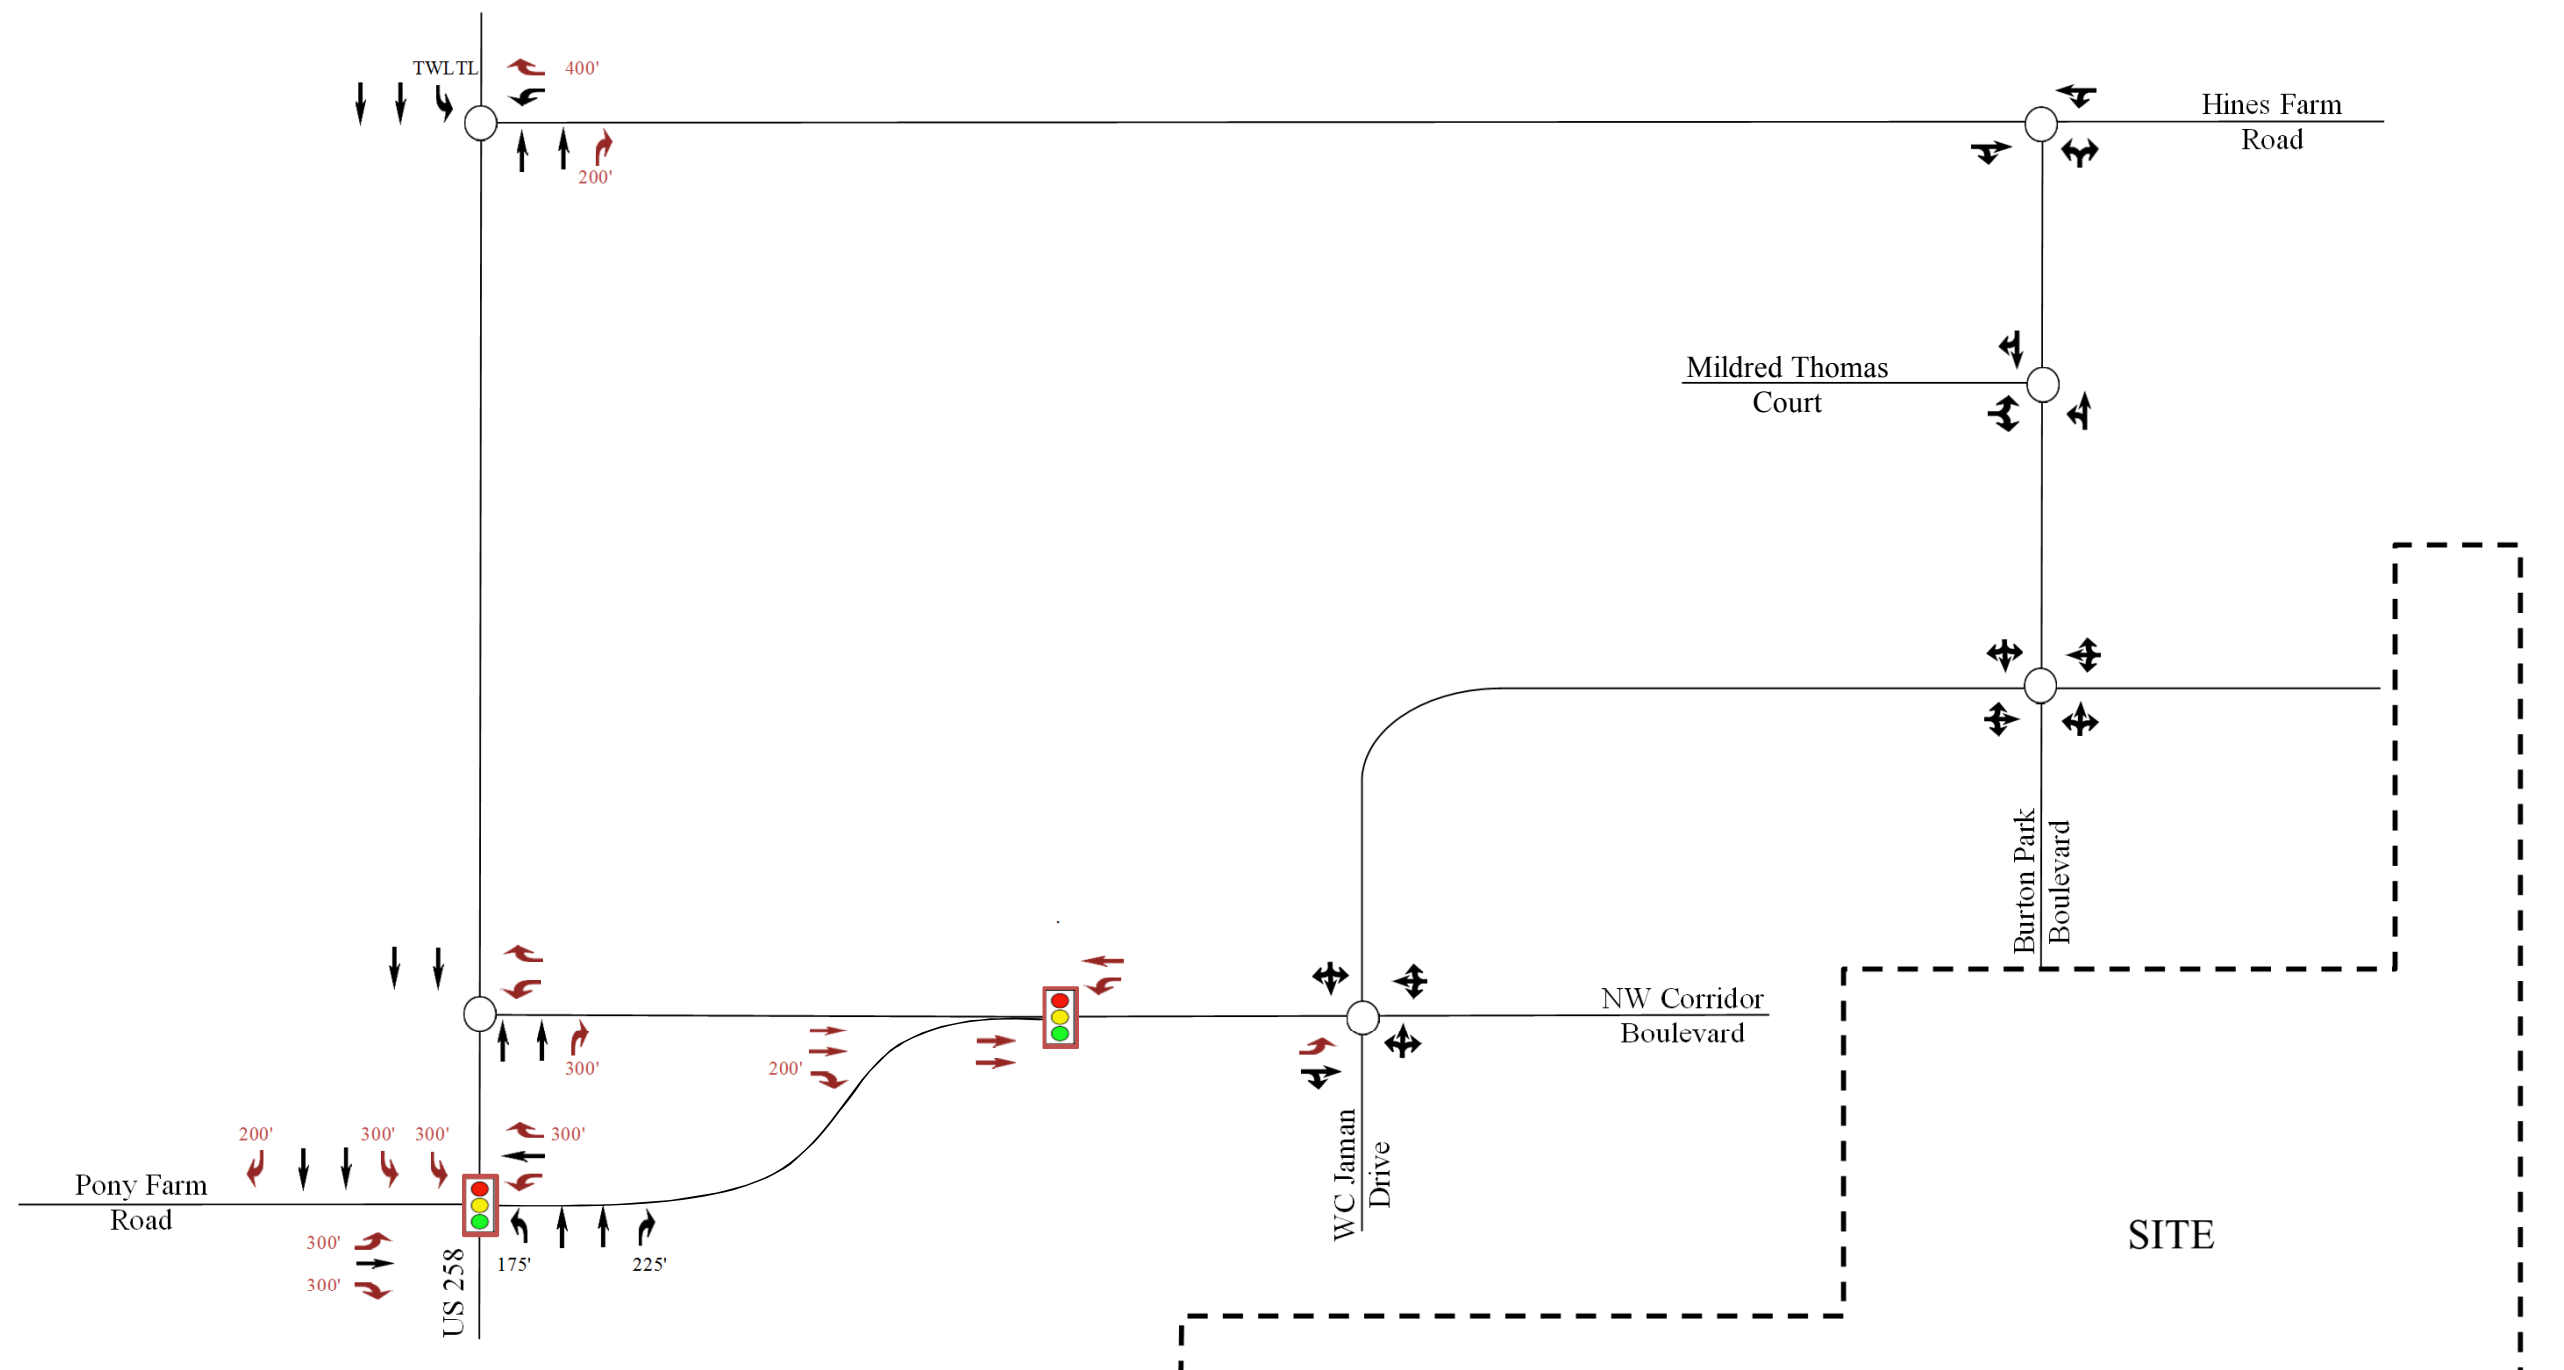 TWLTL
400'
200'
Hines Farm
Road
Mildred Thomas
Court
Burton Park
Boulevard
NW Corridor
Boulevard
300'
200'
WC Jaman
Drive
200'
300'
300'
300'
Pony Farm
Road
300'
300'
US 258
175'
225'
SITE